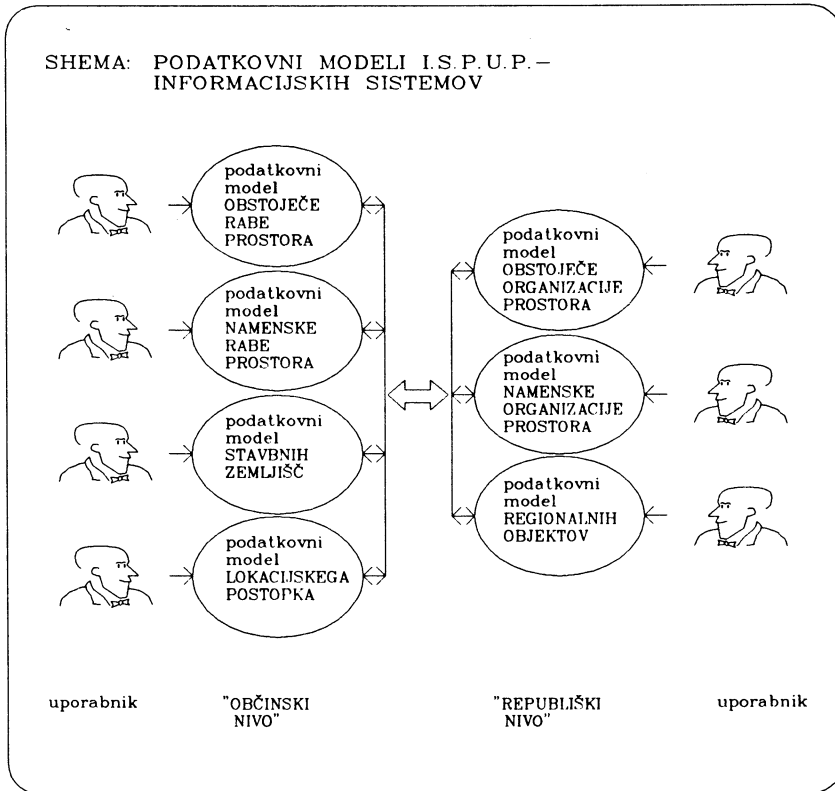 SHEMA: PODATKOVNI MODELI I.S.P.U.P.–
INFORMACIJSKIH SISTEMOV
podatkovni
model
OBSTOJEČE
RABE
PROSTORA
podatkovni
model
NAMENSKE
RABE
PROSTORA
podatkovni
model
STAVBNIH
ZEMLJIŠČ
podatkovni
model
LOKACIJSKEGA
POSTOPKA
podatkovni
model
OBSTOJEČE
ORGANIZACIJE
PROSTORA
podatkovni
model
NAMENSKE
ORGANIZACIJE
PROSTORA
podatkovni
model
REGIONALNIH
OBJEKTOV
uporabnik
"OBČINSKI
NIVO"
"REPUBLIŠKI
NIVO"
uporabnik